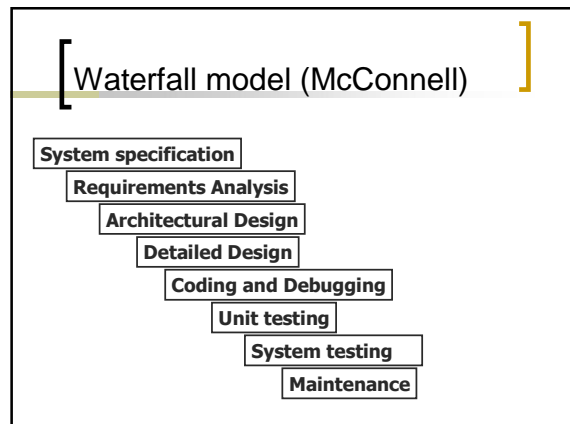 Waterfall model (McConnell)
System specification
Requirements Analysis
Architectural Design
Detailed Design
Coding and Debugging
Unit testing
System testing
Maintenance